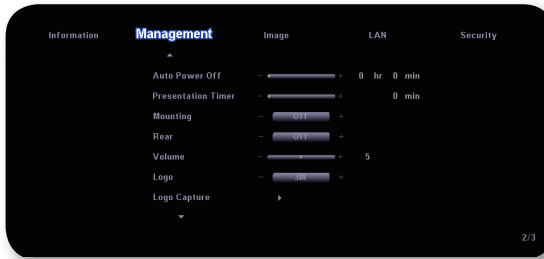 Information Management Image LAN Security
Auto Power Off - + 0 hr 0 min
Presentation Timer - + 0 min
Mounting - Off +
Rear - Off +
Volume - + 5
Logo - 3M +
Logo Capture
2/3